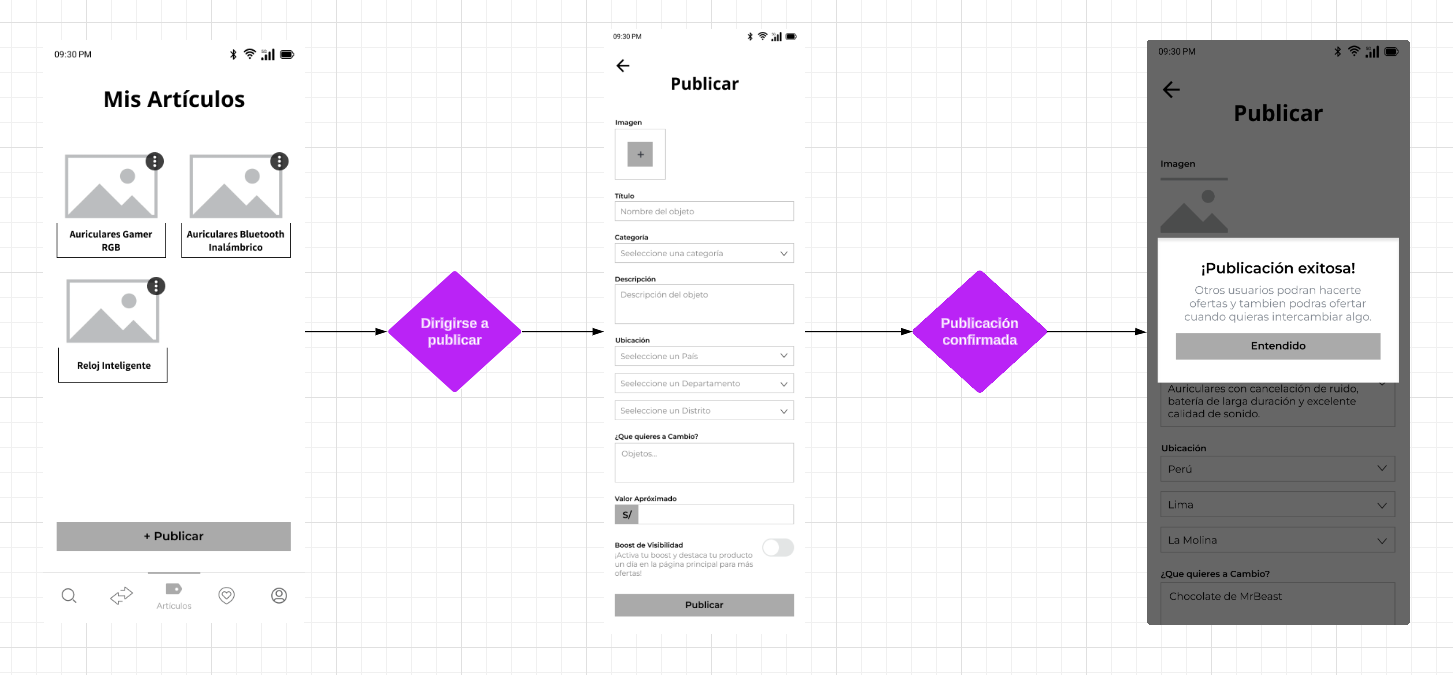 09:30 PM
Mis Artículos
Auriculares Gamer
RGB
Auriculares Bluetooth
Inalámbrico
Reloj Inteligente
+ Publicar
Artículos
Dirigirse a
publicar
09:30 PM
Publicar
Imagen
+
Título
Nombre del objeto
Categoría
Seeleccione una categoría
Descripción
Descripción del objeto
Ubicación
Seeleccione un País
Seeleccione un Departamento
Seeleccione un Distrito
¿Que quieres a Cambio?
Objetos...
Valor Apróximado
S/
Boost de Visibilidad
¡Activa tu boost y destaca tu producto
un día en la página principal para más
ofertas!
Publicar
Publicación
confirmada
09:30 PM
Publicar
Imagen
¡Publicación exitosa!
Otros usuarios podran hacerte
ofertas y tambien podras ofertar
cuando quieras intercambiar algo.
Entendido
Auriculares con cancelación de ruido,
batería de larga duración y excelente
calidad de sonido.
Ubicación
Perú
Lima
La Molina
¿Que quieres a Cambio?
Chocolate de MrBeast